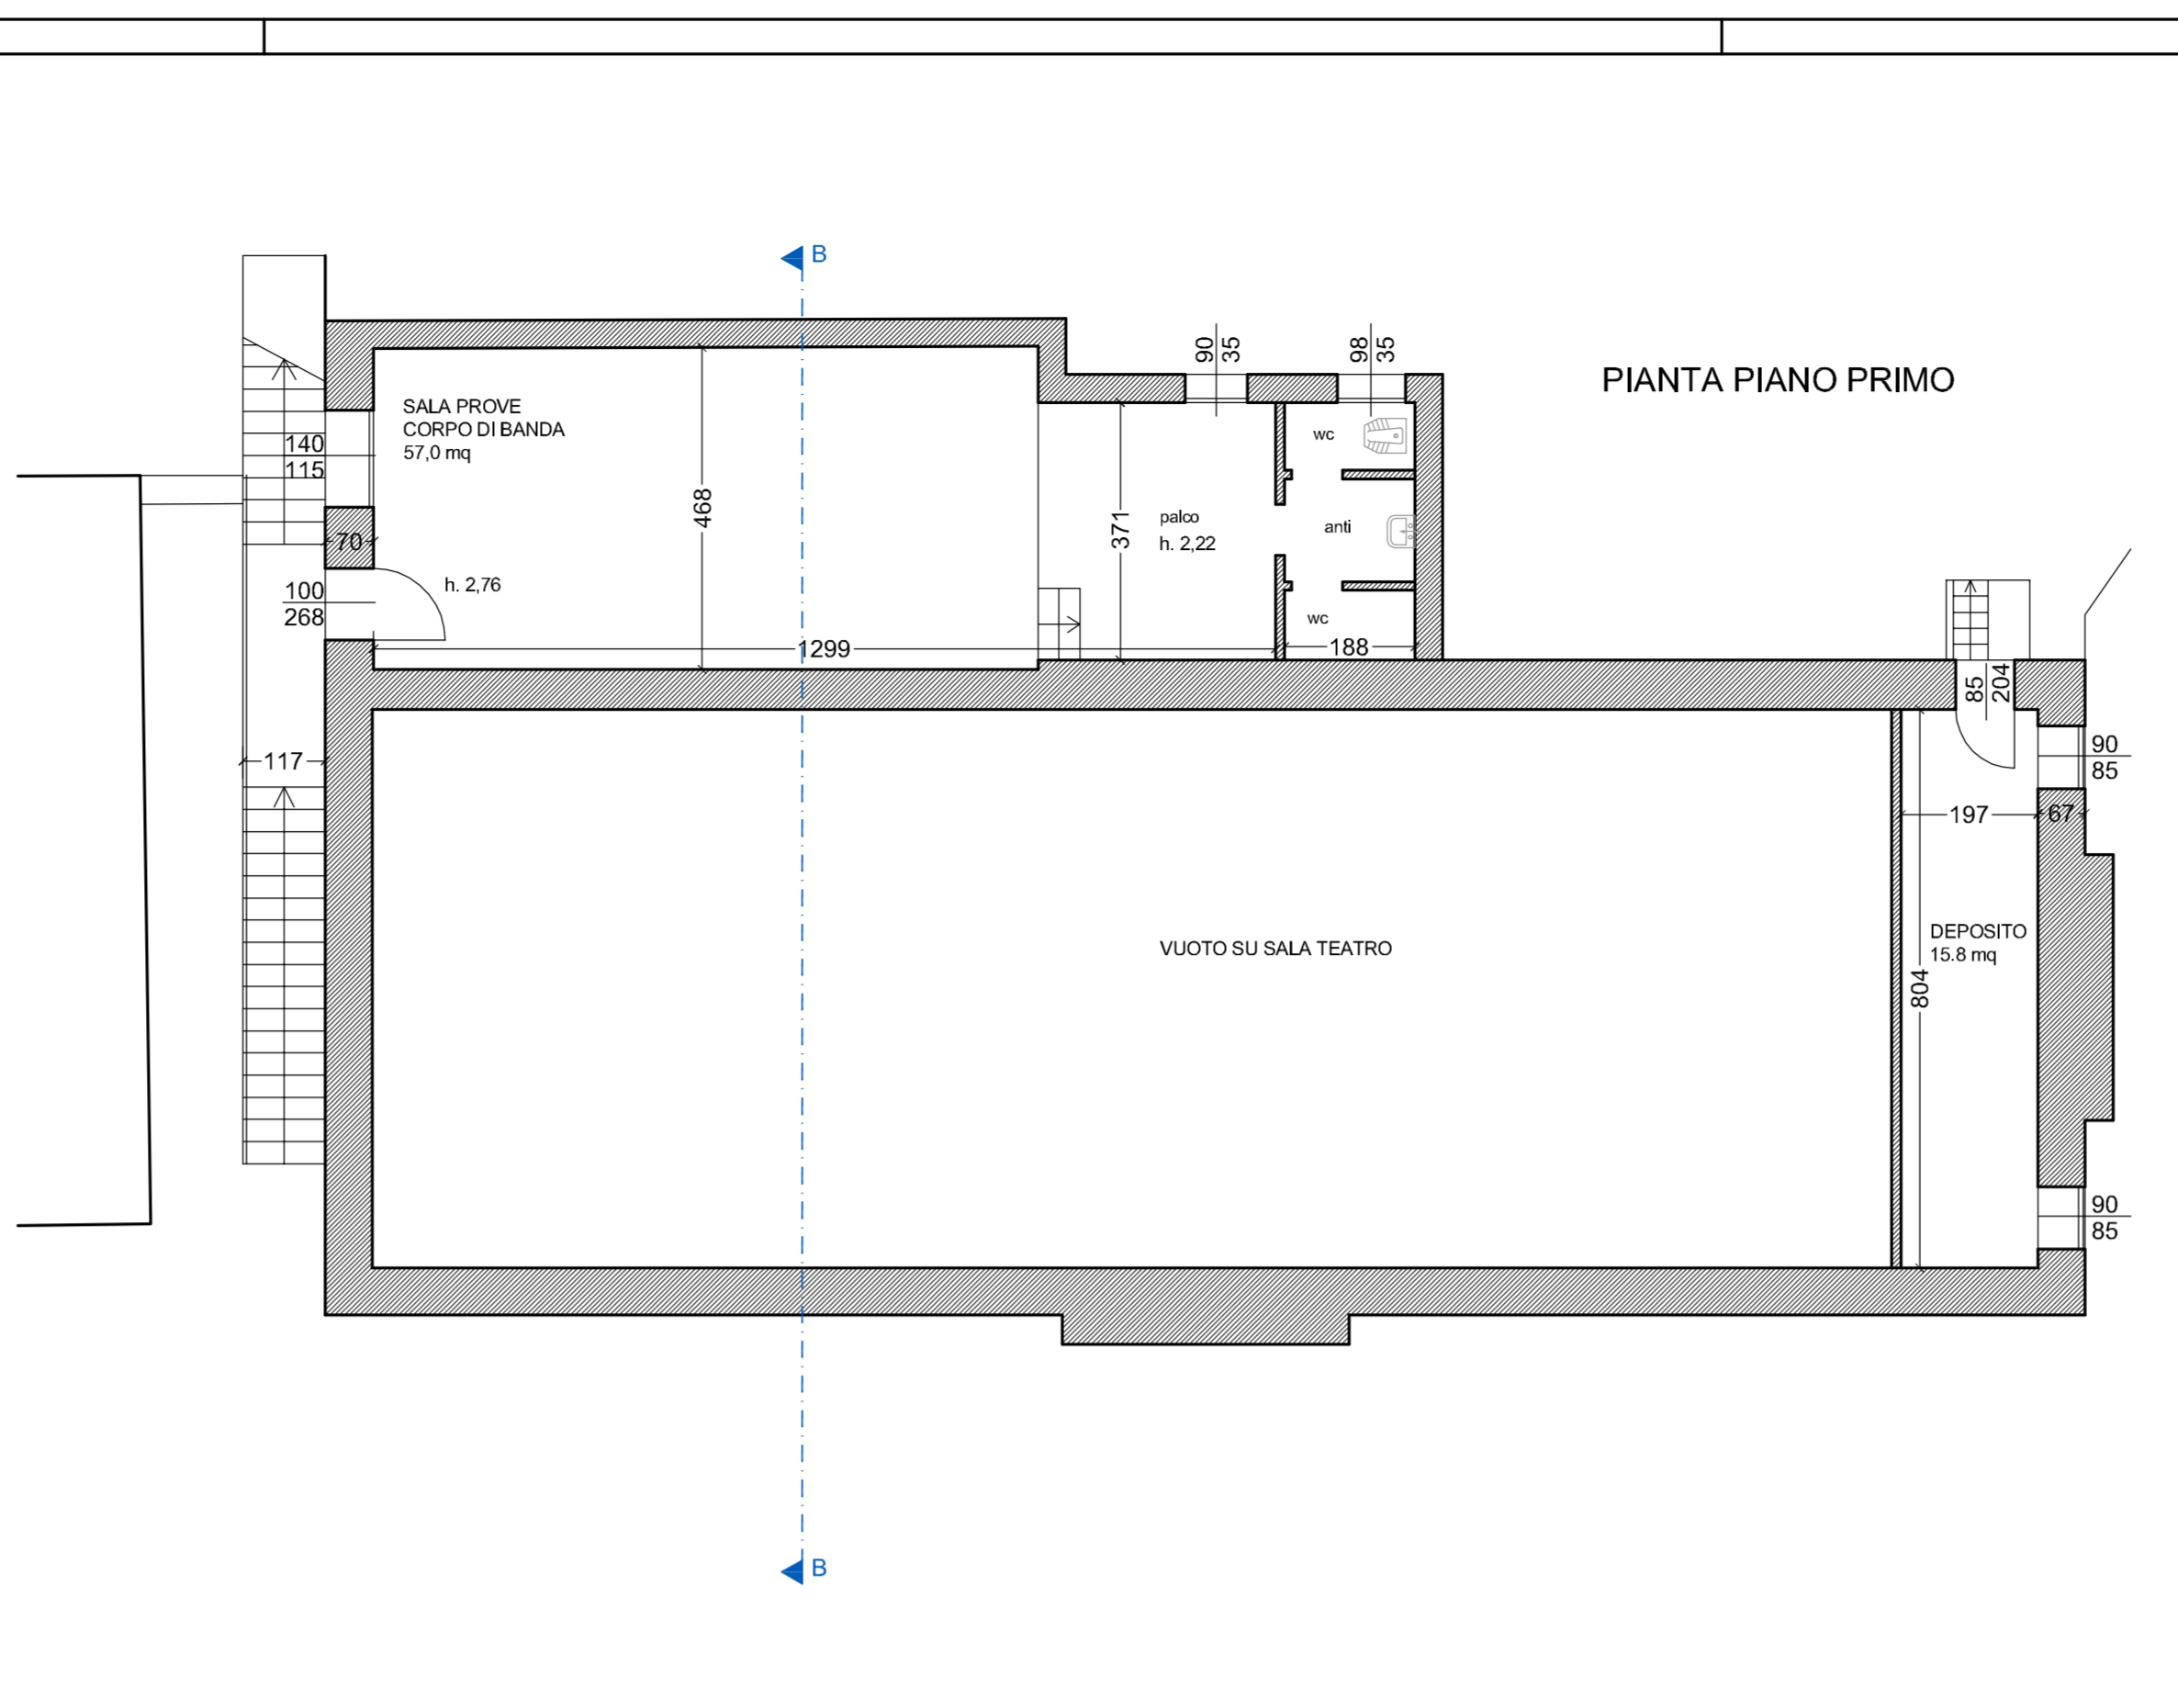 B
90
35
98
35
PIANTA PIANO PRIMO
SALA PROVE
CORPO DI BANDA
57,0 mq
wc
140
115
468
371
palco
h. 2,22
anti
70
h. 2,76
100
268
wc
1299
188
85
204
117
90
85
197
67
DEPOSITO
15.8 mq
VUOTO SU SALA TEATRO
804
90
85
B